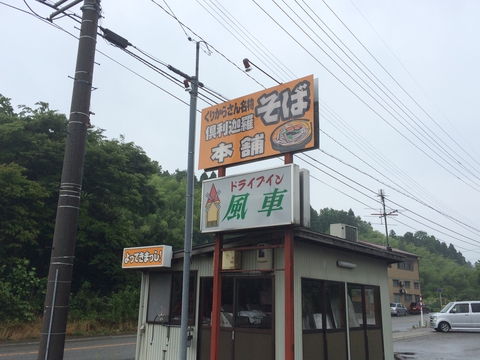 くりからさん名物
倶利迦羅
そば
本舗
ドライブイン
風車
よってきまっし